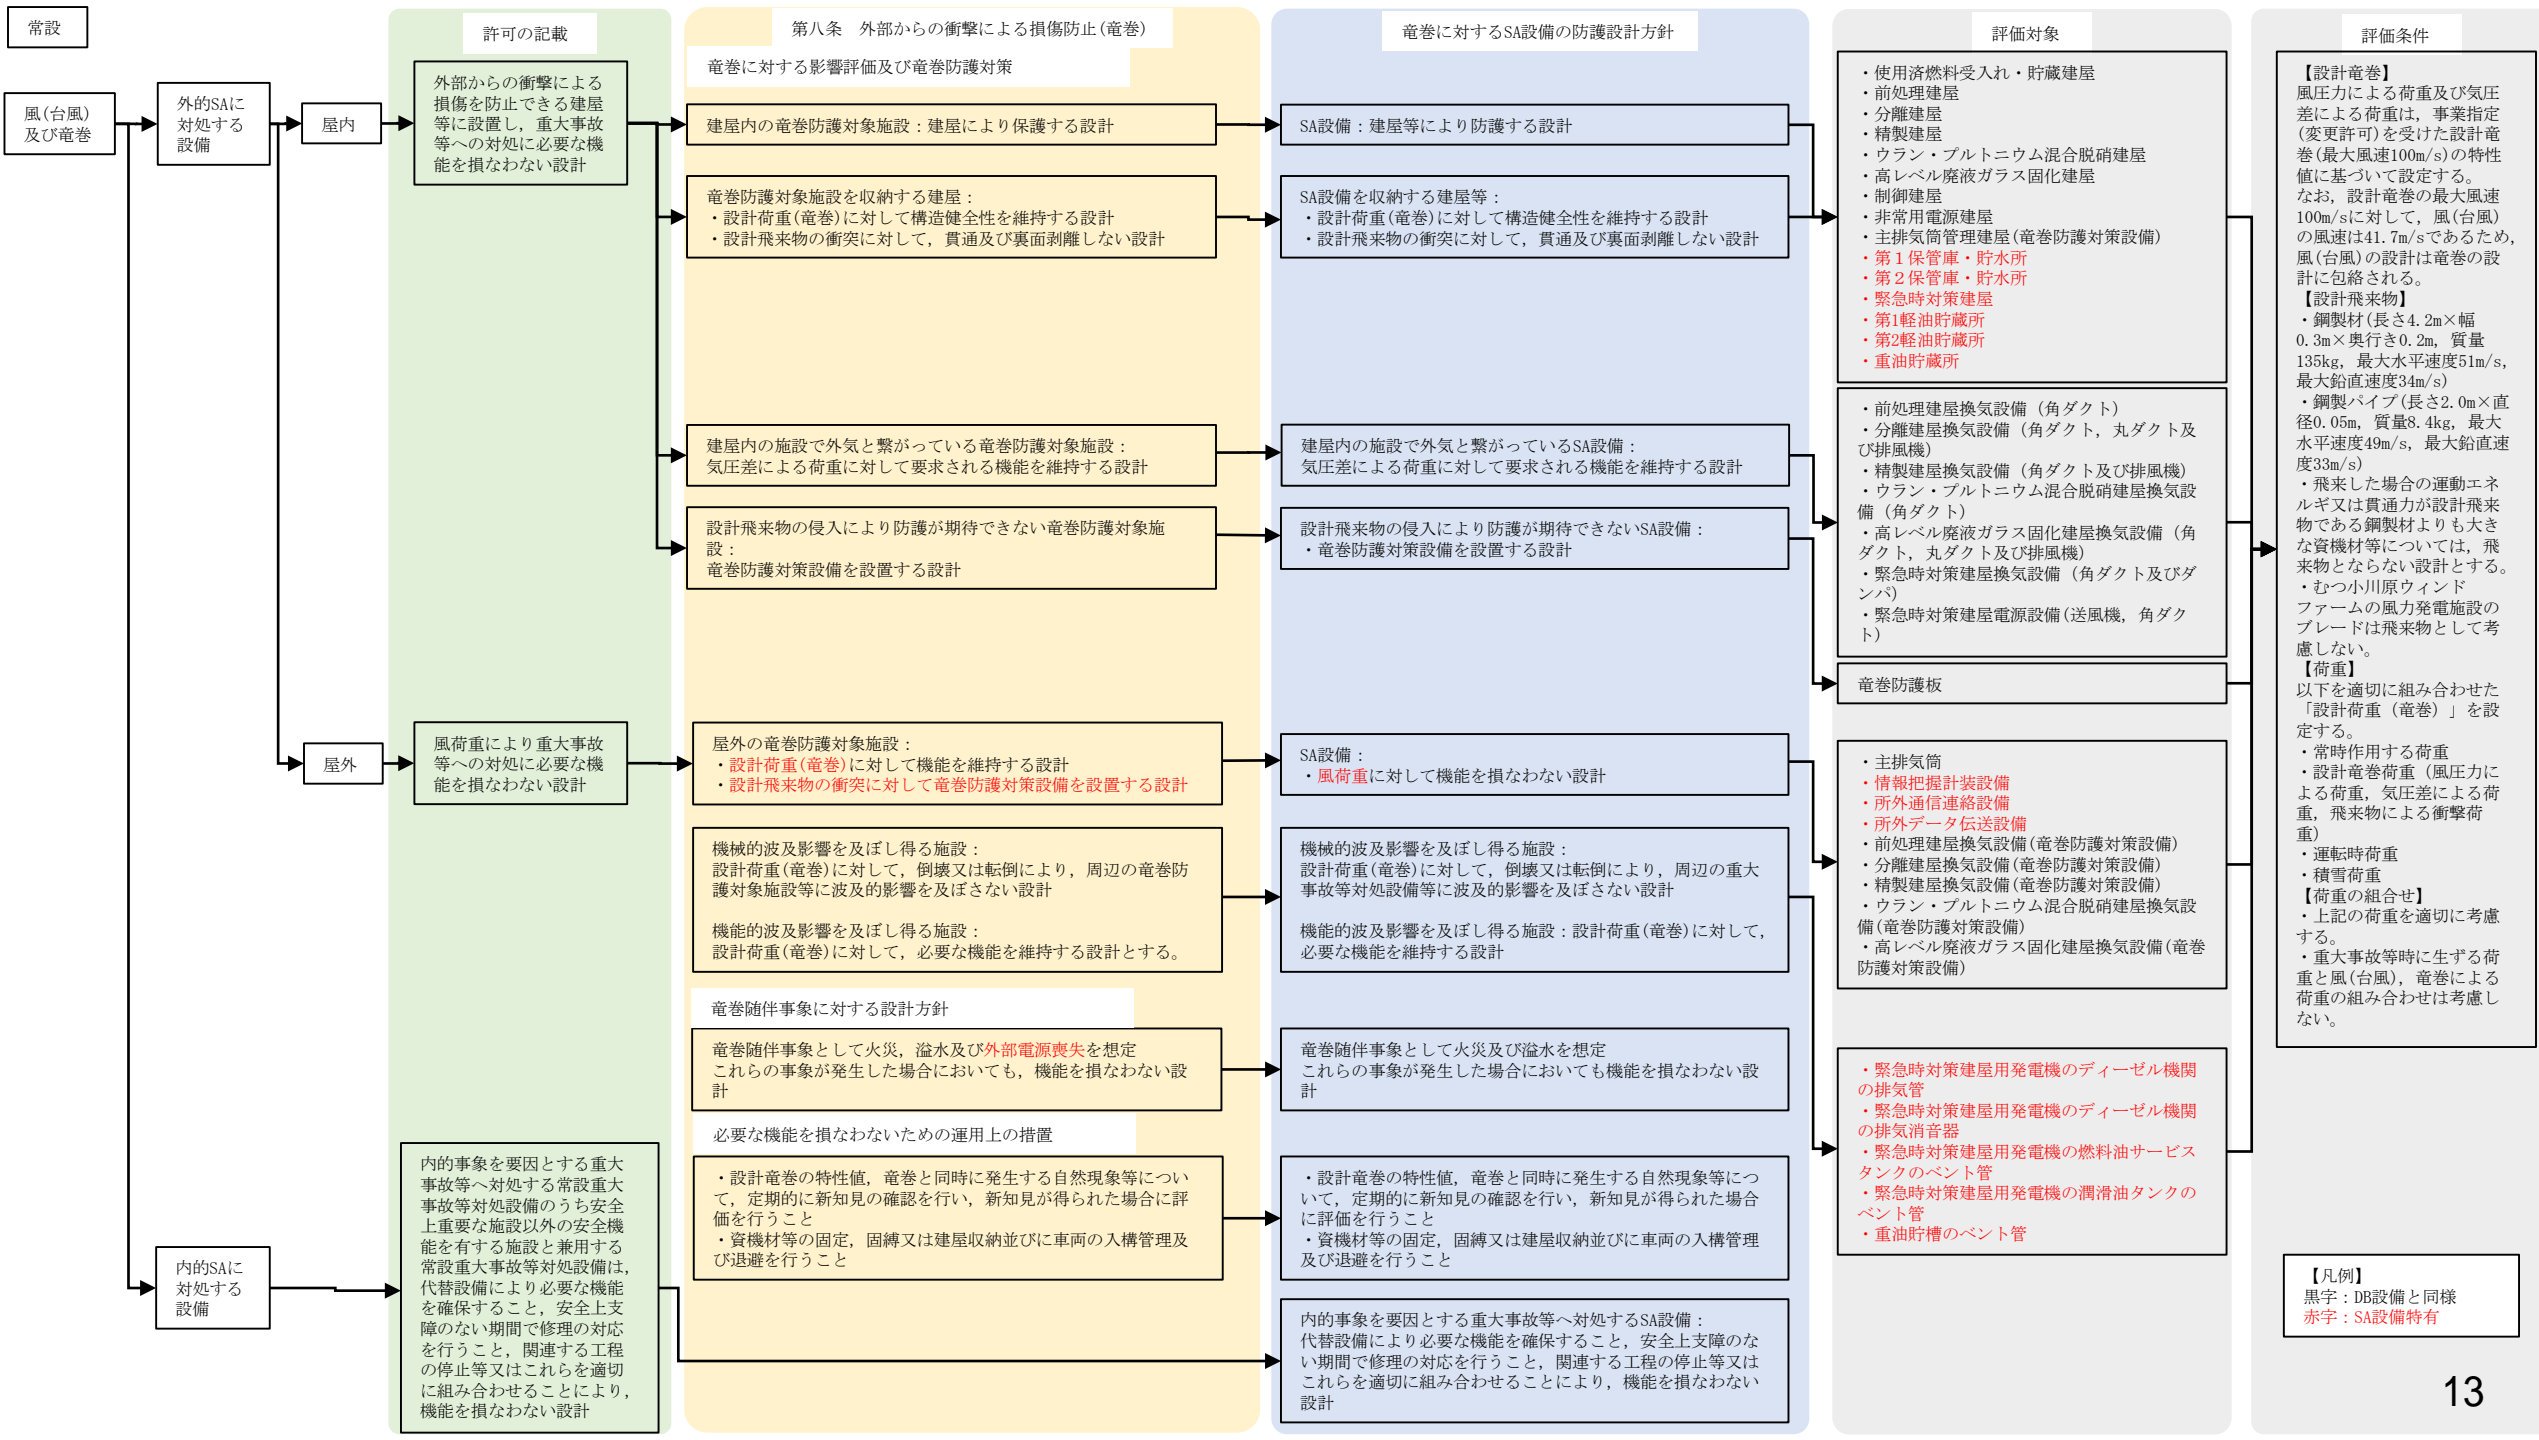 常設
風(台風)
及び竜巻
外的SAに
対処する
設備
屋内
屋外
内的SAに
対処する
設備
許可の記載
外部からの衝撃による
損傷を防止できる建屋
等に設置し，重大事故
等への対処に必要な機
能を損なわない設計
風荷重により重大事故
等への対処に必要な機
能を損なわない設計
内的事象を要因とする重大
事故等へ対処する常設重大
事故等対処設備のうち安全
上重要な施設以外の安全機
能を有する施設と兼用する
常設重大事故等対処設備は，
代替設備により必要な機能
を確保すること，安全上支
障のない期間で修理の対応
を行うこと，関連する工程
の停止等又はこれらを適切
に組み合わせることにより，
機能を損なわない設計
第八条　外部からの衝撃による損傷防止(竜巻)
竜巻に対する影響評価及び竜巻防護対策
建屋内の竜巻防護対象施設：建屋により保護する設計
竜巻防護対象施設を収納する建屋：
・設計荷重(竜巻)に対して構造健全性を維持する設計
・設計飛来物の衝突に対して，貫通及び裏面剥離しない設計
建屋内の施設で外気と繋がっている竜巻防護対象施設：
気圧差による荷重に対して要求される機能を維持する設計
設計飛来物の侵入により防護が期待できない竜巻防護対象施
設：
竜巻防護対策設備を設置する設計
屋外の竜巻防護対象施設：
・設計荷重(竜巻)に対して機能を維持する設計
・設計飛来物の衝突に対して竜巻防護対策設備を設置する設計
機械的波及影響を及ぼし得る施設：
設計荷重(竜巻)に対して，倒壊又は転倒により，周辺の竜巻防
護対象施設等に波及的影響を及ぼさない設計
機能的波及影響を及ぼし得る施設：
設計荷重(竜巻)に対して，必要な機能を維持する設計とする。
竜巻随伴事象に対する設計方針
竜巻随伴事象として火災，溢水及び外部電源喪失を想定
これらの事象が発生した場合においても，機能を損なわない設
計
必要な機能を損なわないための運用上の措置
・設計竜巻の特性値，竜巻と同時に発生する自然現象等につい
て，定期的に新知見の確認を行い，新知見が得られた場合に評
価を行うこと
・資機材等の固定，固縛又は建屋収納並びに車両の入構管理及
び退避を行うこと
竜巻に対するSA設備の防護設計方針
SA設備：建屋等により防護する設計
SA設備を収納する建屋等：
・設計荷重(竜巻)に対して構造健全性を維持する設計
・設計飛来物の衝突に対して，貫通及び裏面剥離しない設計
建屋内の施設で外気と繋がっているSA設備：
気圧差による荷重に対して要求される機能を維持する設計
設計飛来物の侵入により防護が期待できないSA設備：
・竜巻防護対策設備を設置する設計
SA設備：
・風荷重に対して機能を損なわない設計
機械的波及影響を及ぼし得る施設：
設計荷重(竜巻)に対して，倒壊又は転倒により，周辺の重大
事故等対処設備等に波及的影響を及ぼさない設計
機能的波及影響を及ぼし得る施設：設計荷重(竜巻)に対して，
必要な機能を維持する設計
竜巻随伴事象として火災及び溢水を想定
これらの事象が発生した場合においても機能を損なわない設
計
・設計竜巻の特性値，竜巻と同時に発生する自然現象等につ
いて，定期的に新知見の確認を行い，新知見が得られた場合
に評価を行うこと
・資機材等の固定，固縛又は建屋収納並びに車両の入構管理
及び退避を行うこと
内的事象を要因とする重大事故等へ対処するSA設備：
代替設備により必要な機能を確保すること，安全上支障のな
い期間で修理の対応を行うこと，関連する工程の停止等又は
これらを適切に組み合わせることにより，機能を損なわない
設計
評価対象
・使用済燃料受入れ・貯蔵建屋
・前処理建屋
・分離建屋
・精製建屋
・ウラン・プルトニウム混合脱硝建屋
・高レベル廃液ガラス固化建屋
・制御建屋
・非常用電源建屋
・主排気筒管理建屋(竜巻防護対策設備)
・第１保管庫・貯水所
・第２保管庫・貯水所
・緊急時対策建屋
・第1軽油貯蔵所
・第2軽油貯蔵所
・重油貯蔵所
・前処理建屋換気設備（角ダクト）
・分離建屋換気設備（角ダクト，丸ダクト及
び排風機）
・精製建屋換気設備（角ダクト及び排風機）
・ウラン・プルトニウム混合脱硝建屋換気設
備（角ダクト）
・高レベル廃液ガラス固化建屋換気設備（角
ダクト，丸ダクト及び排風機）
・緊急時対策建屋換気設備（角ダクト及びダ
ンパ）
・緊急時対策建屋電源設備(送風機，角ダク
ト)
竜巻防護板
・主排気筒
・情報把握計装設備
・所外通信連絡設備
・所外データ伝送設備
・前処理建屋換気設備(竜巻防護対策設備)
・分離建屋換気設備(竜巻防護対策設備)
・精製建屋換気設備(竜巻防護対策設備)
・ウラン・プルトニウム混合脱硝建屋換気設
備(竜巻防護対策設備)
・高レベル廃液ガラス固化建屋換気設備(竜巻
防護対策設備)
・緊急時対策建屋用発電機のディーゼル機関
の排気管
・緊急時対策建屋用発電機のディーゼル機関
の排気消音器
・緊急時対策建屋用発電機の燃料油サービス
タンクのベント管
・緊急時対策建屋用発電機の潤滑油タンクの
ベント管
・重油貯槽のベント管
評価条件
【設計竜巻】
風圧力による荷重及び気圧
差による荷重は，事業指定
(変更許可)を受けた設計竜
巻(最大風速100m/s)の特性
値に基づいて設定する。
なお，設計竜巻の最大風速
100m/sに対して，風(台風)
の風速は41.7m/sであるため，
風(台風)の設計は竜巻の設
計に包絡される。
【設計飛来物】
・鋼製材(長さ4.2m×幅
0.3m×奥行き0.2m，質量
135kg，最大水平速度51m/s，
最大鉛直速度34m/s)
・鋼製パイプ(長さ2.0m×直
径0.05m，質量8.4kg，最大
水平速度49m/s，最大鉛直速
度33m/s)
・飛来した場合の運動エネ
ルギ又は貫通力が設計飛来
物である鋼製材よりも大き
な資機材等については，飛
来物とならない設計とする。
・むつ小川原ウィンド
ファームの風力発電施設の
ブレードは飛来物として考
慮しない。
【荷重】
以下を適切に組み合わせた
「設計荷重（竜巻）」を設
定する。
・常時作用する荷重
・設計竜巻荷重（風圧力に
よる荷重，気圧差による荷
重，飛来物による衝撃荷
重）
・運転時荷重
・積雪荷重
【荷重の組合せ】
・上記の荷重を適切に考慮
する。
・重大事故等時に生ずる荷
重と風(台風)，竜巻による
荷重の組み合わせは考慮し
ない。
【凡例】
黒字：DB設備と同様
赤字：SA設備特有
13